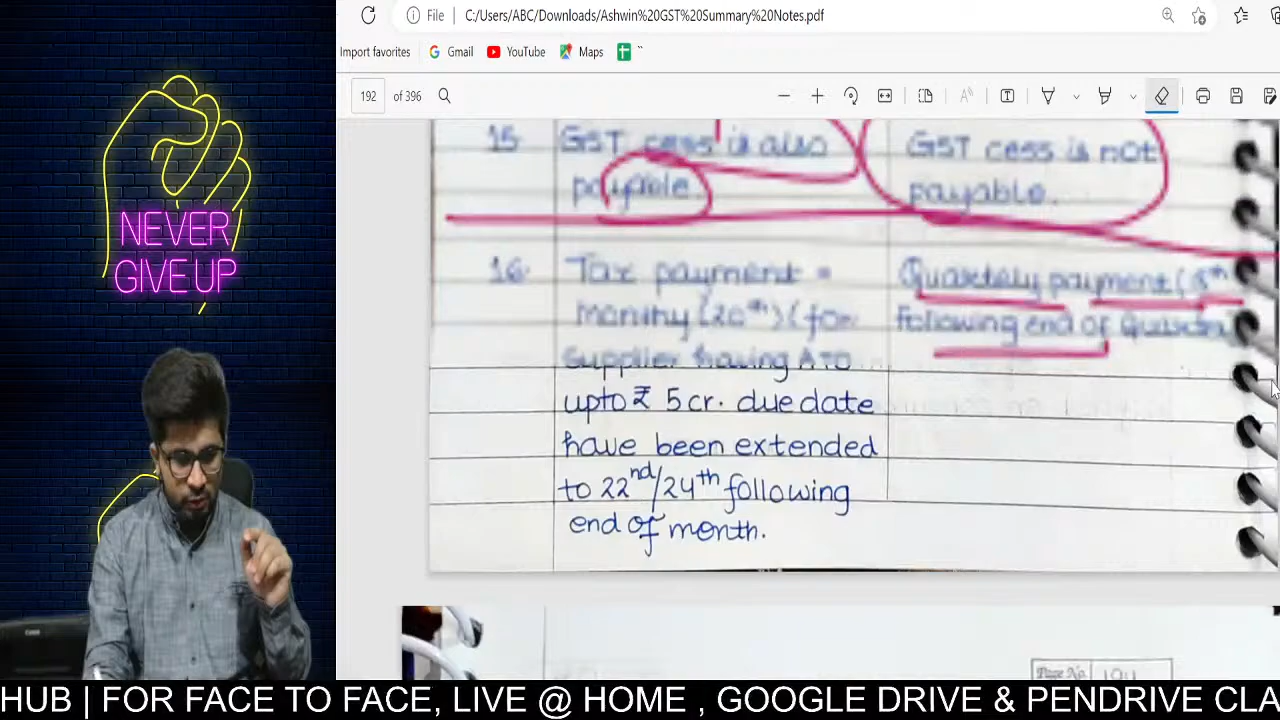 File C:/Users/ABC/Downloads/Ashwin%20GST%20Summary%20Notes.pdf
Import favorites Gmail YouTube Maps
192 of 396
15 GST cess is also GST cess is not
payable payable.
Tax payment payment
Monthly (20th) (for following end of Quarter
Supplier having ATO
upto ₹ 5 cr. due date
have been extended
to 22nd/24th following
end of month.
Page No.
NEVER
GIVE UP
HUB | FOR FACE TO FACE, LIVE @ HOME , GOOGLE DRIVE & PENDRIVE CLA